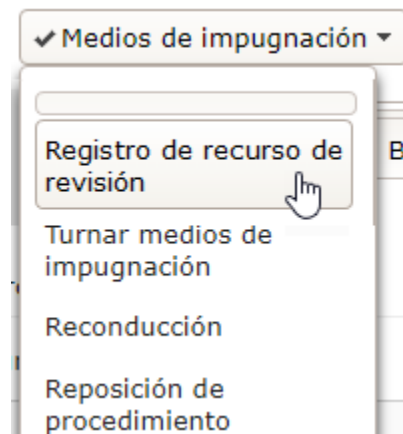 Medios de impugnación
Registro de recurso de
revisión
Turnar medios de
impugnación
Reconducción
Reposición de
procedimiento